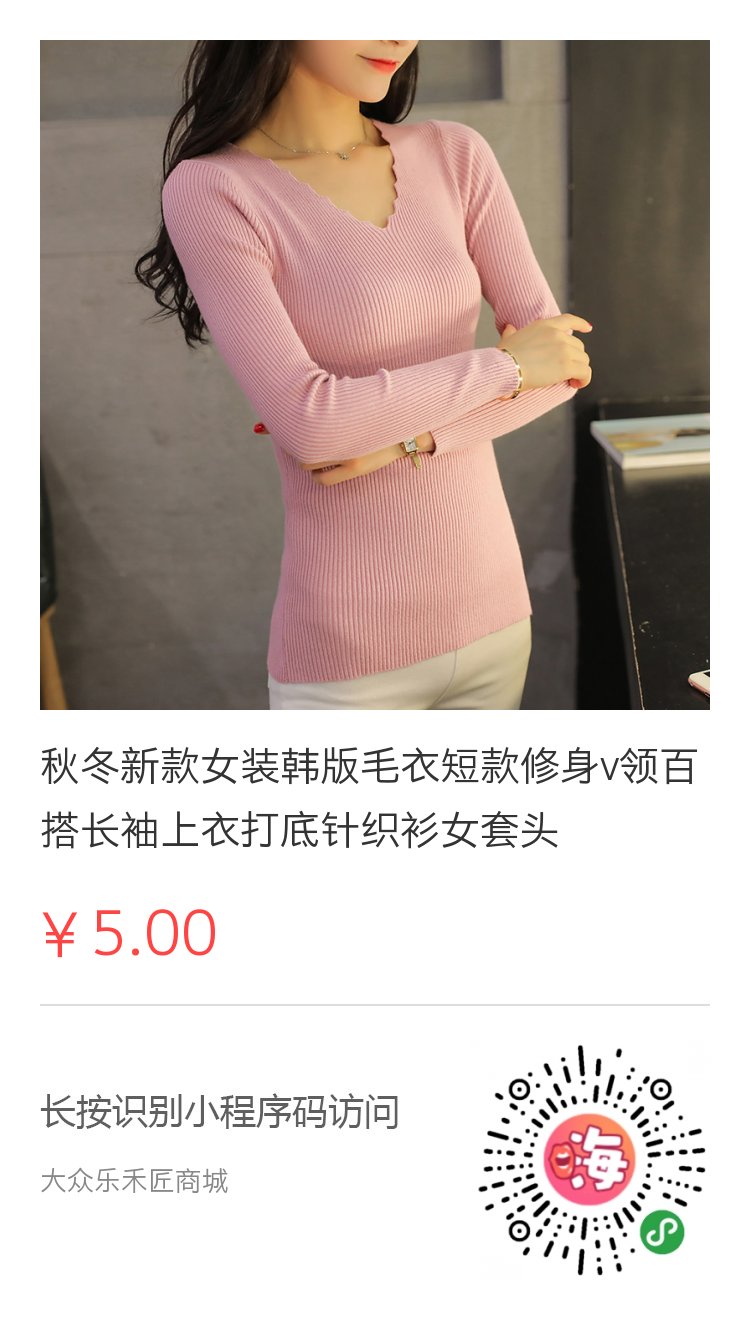 秋冬新款女装韩版毛衣短款修身v领百
搭长袖上衣打底针织衫女套头
￥5.00
长按识别小程序码访问
大众乐禾匠商城
嗨